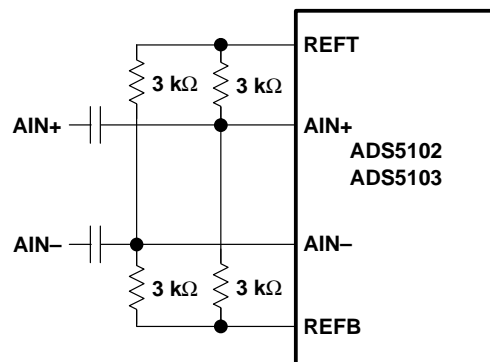 REFT
3 kΩ 3 kΩ
AIN+ AIN+
ADS5102
ADS5103
AIN– AIN–
3 kΩ 3 kΩ
REFB